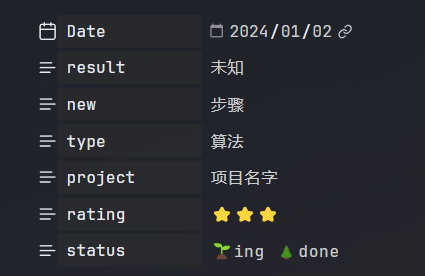 Date 2024/01/02
result 未知
new 步骤
type 算法
project 项目名字
rating ⭐⭐⭐
status 🌱ing 🌲done